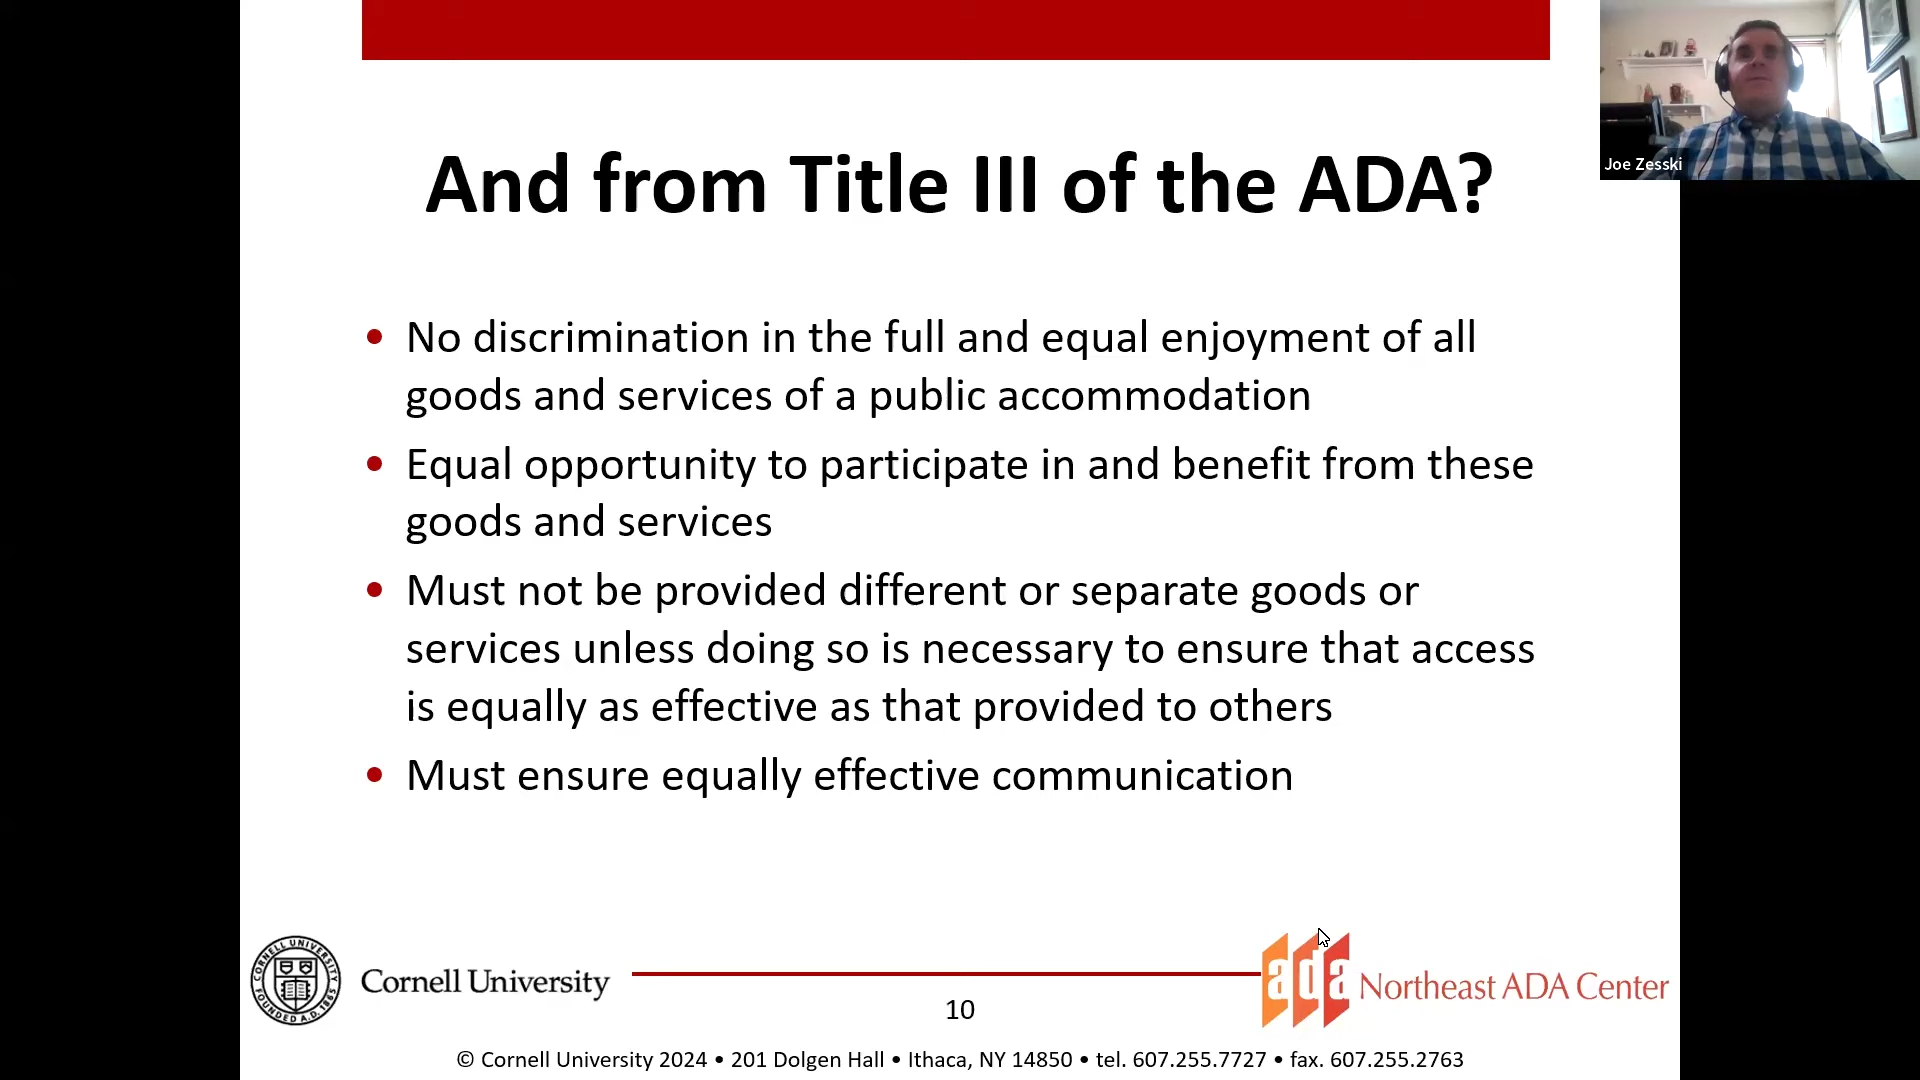 And from Title III of the ADA?
Joe Zesski
• No discrimination in the full and equal enjoyment of all
goods and services of a public accommodation
• Equal opportunity to participate in and benefit from these
goods and services
• Must not be provided different or separate goods or
services unless doing so is necessary to ensure that access
is equally as effective as that provided to others
• Must ensure equally effective communication
CORNELL UNIVERSITY
FOUNDED A.D. 1865
Cornell University
ada
Northeast ADA Center
10
© Cornell University 2024 • 201 Dolgen Hall • Ithaca, NY 14850 • tel. 607.255.7727 • fax. 607.255.2763